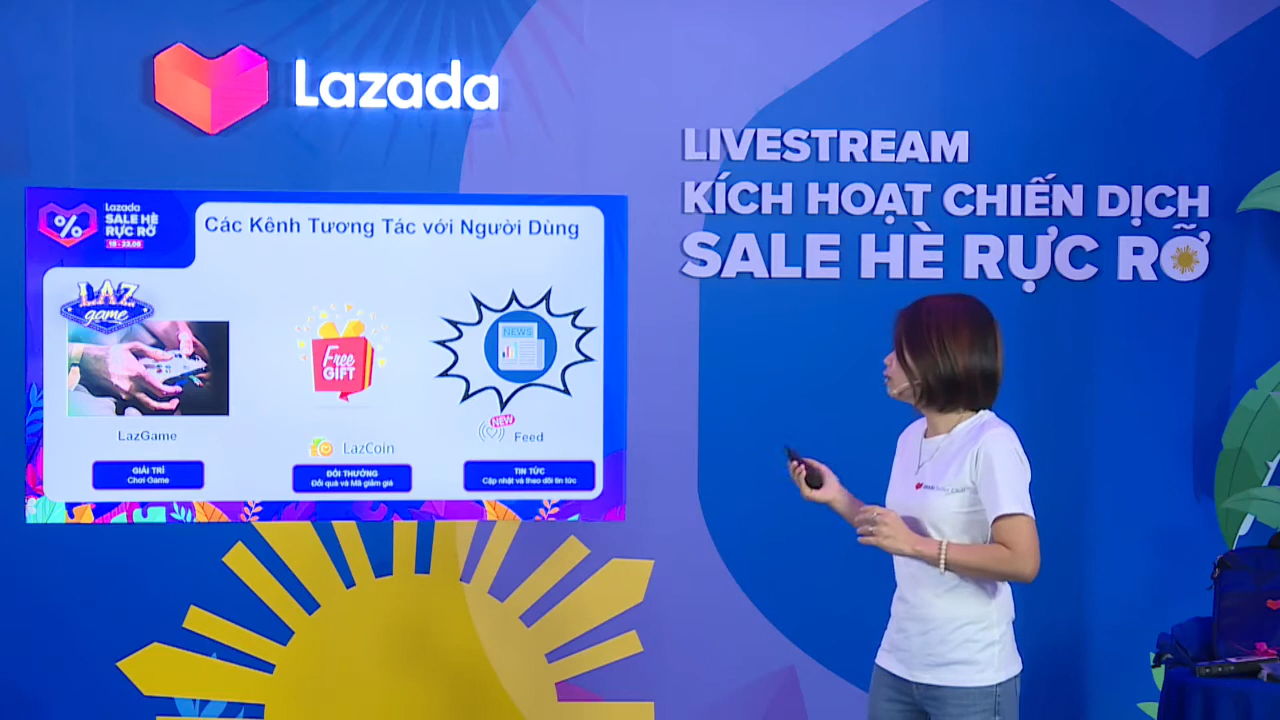 Lazada
LIVESTREAM
KÍCH HOẠT CHIẾN DỊCH
SALE HÈ RỰC RỠ
%
Lazada
SALE HÈ
RỰC RỠ
Các Kênh Tương Tác với Người Dùng
LAZ
game
Free
GIFT
NEWS
NEW
LazGame
LazCoin
Feed
GIẢI TRÍ
Chơi Game
ĐỔI THƯỞNG
Đổi quà và Mã giảm giá
TIN TỨC
Cập nhật và theo dõi tin tức